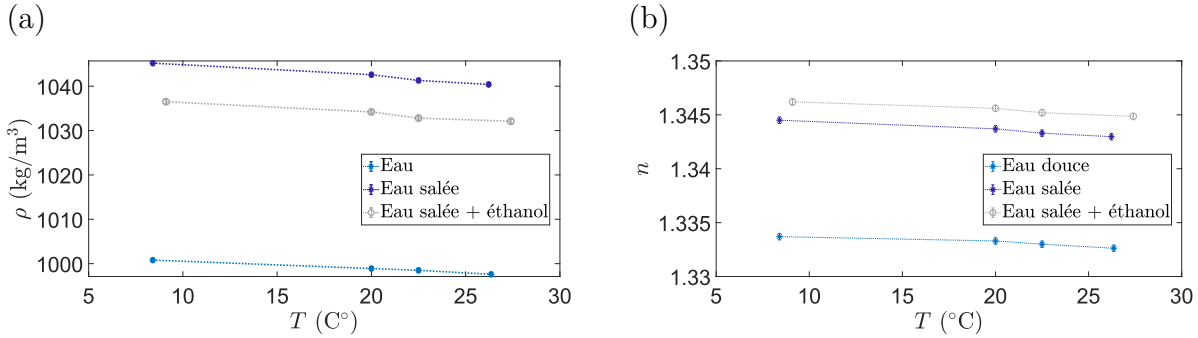 (a)
ρ (kg/m³)
1040
1030
1020
1010
1000
5 10 15 20 25 30
T (C°)
Eau
Eau salée
Eau salée + éthanol
(b)
n
1.35
1.345
1.34
1.335
1.33
5 10 15 20 25 30
T (°C)
Eau douce
Eau salée
Eau salée + éthanol